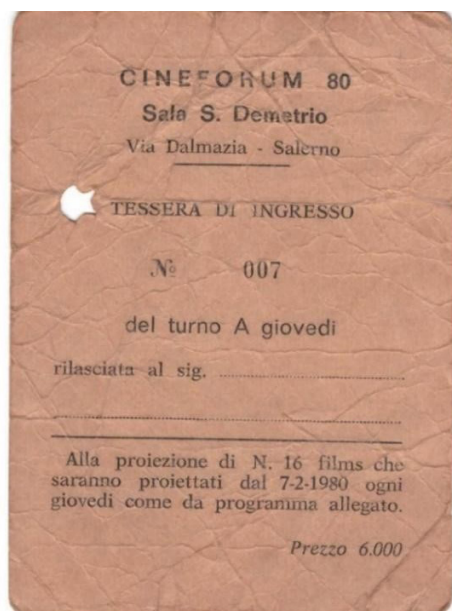 CINEFORUM 80
Sala S. Demetrio
Via Dalmazia - Salerno
TESSERA DI INGRESSO
№ 007
del turno A giovedi
rilasciata al sig. ..............................
..............................
Alla proiezione di N. 16 films che
saranno proiettati dal 7-2-1980 ogni
giovedi come da programma allegato.
Prezzo 6.000